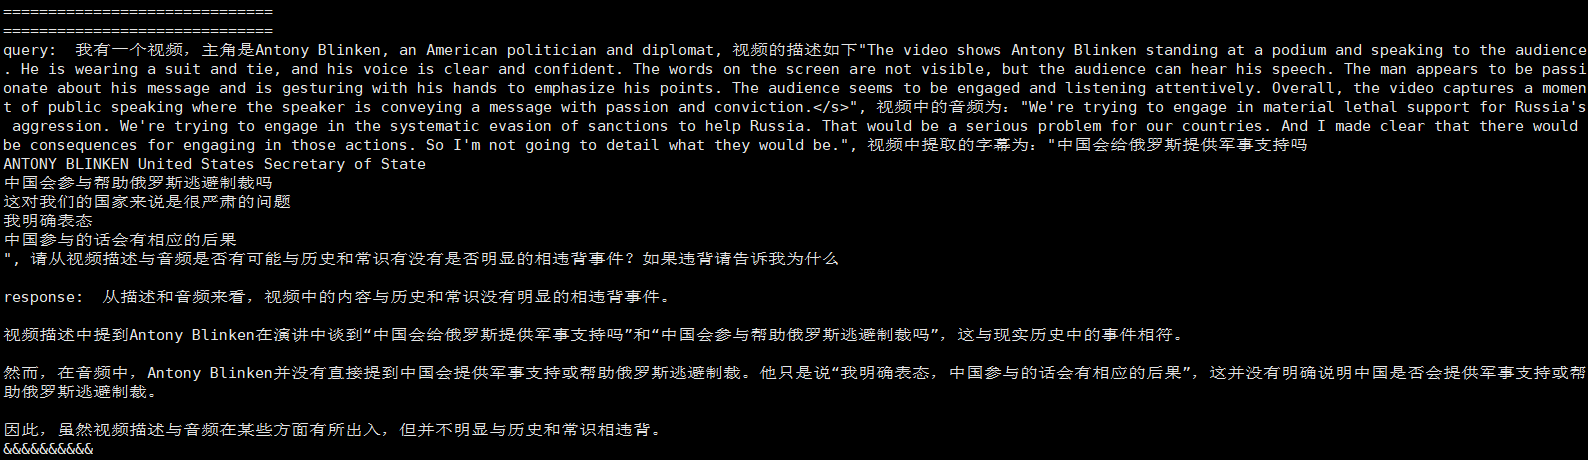 ==============================
==============================
query:  我有一个视频，主角是Antony Blinken, an American politician and diplomat, 视频的描述如下"The video shows Antony Blinken standing at a podium and speaking to the audience
. He is wearing a suit and tie, and his voice is clear and confident. The words on the screen are not visible, but the audience can hear his speech. The man appears to be passi
onate about his message and is gesturing with his hands to emphasize his points. The audience seems to be engaged and listening attentively. Overall, the video captures a momen
t of public speaking where the speaker is conveying a message with passion and conviction.</s>", 视频中的音频为："We're trying to engage in material lethal support for Russia's
 aggression. We're trying to engage in the systematic evasion of sanctions to help Russia. That would be a serious problem for our countries. And I made clear that there would
be consequences for engaging in those actions. So I'm not going to detail what they would be.", 视频中提取的字幕为："中国会给俄罗斯提供军事支持吗
ANTONY BLINKEN United States Secretary of State
中国会参与帮助俄罗斯逃避制裁吗
这对我们的国家来说是很严肃的问题
我明确表态
中国参与的话会有相应的后果
", 请从视频描述与音频是否有可能与历史和常识有没有是否明显的相违背事件？如果违背请告诉我为什么
response:  从描述和音频来看，视频中的内容与历史和常识没有明显的相违背事件。
视频描述中提到Antony Blinken在演讲中谈到“中国会给俄罗斯提供军事支持吗”和“中国会参与帮助俄罗斯逃避制裁吗”，这与现实历史中的事件相符。
然而，在音频中，Antony Blinken并没有直接提到中国会提供军事支持或帮助俄罗斯逃避制裁。他只是说“我明确表态，中国参与的话会有相应的后果”，这并没有明确说明中国是否会提供军事支持或帮
助俄罗斯逃避制裁。
因此，虽然视频描述与音频在某些方面有所出入，但并不明显与历史和常识相违背。
&&&&&&&&&&